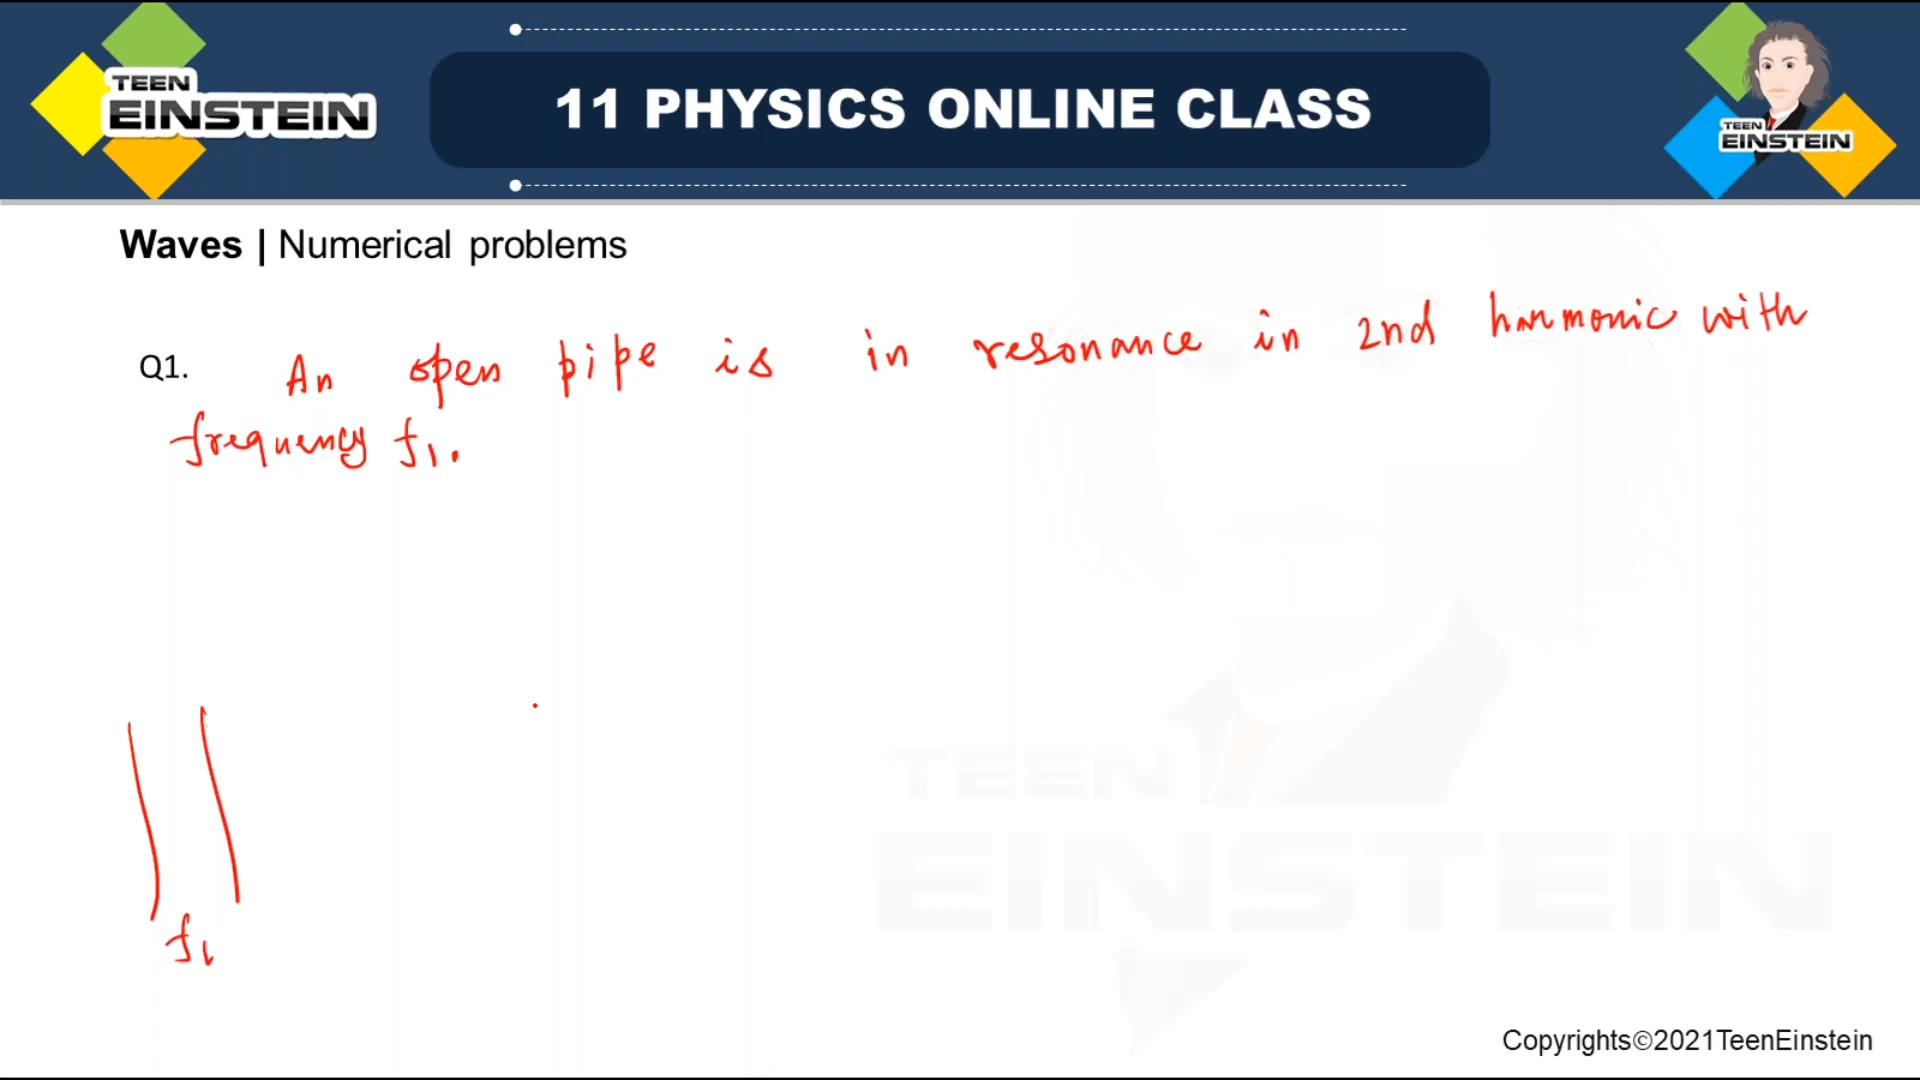 TEEN
EINSTEIN
11 PHYSICS ONLINE CLASS
TEEN
EINSTEIN
Waves | Numerical problems
Q1. An open pipe is in resonance in 2nd harmonic with
frequency f1.
TEEN
EINSTEIN
f1
Copyrights©2021TeenEinstein